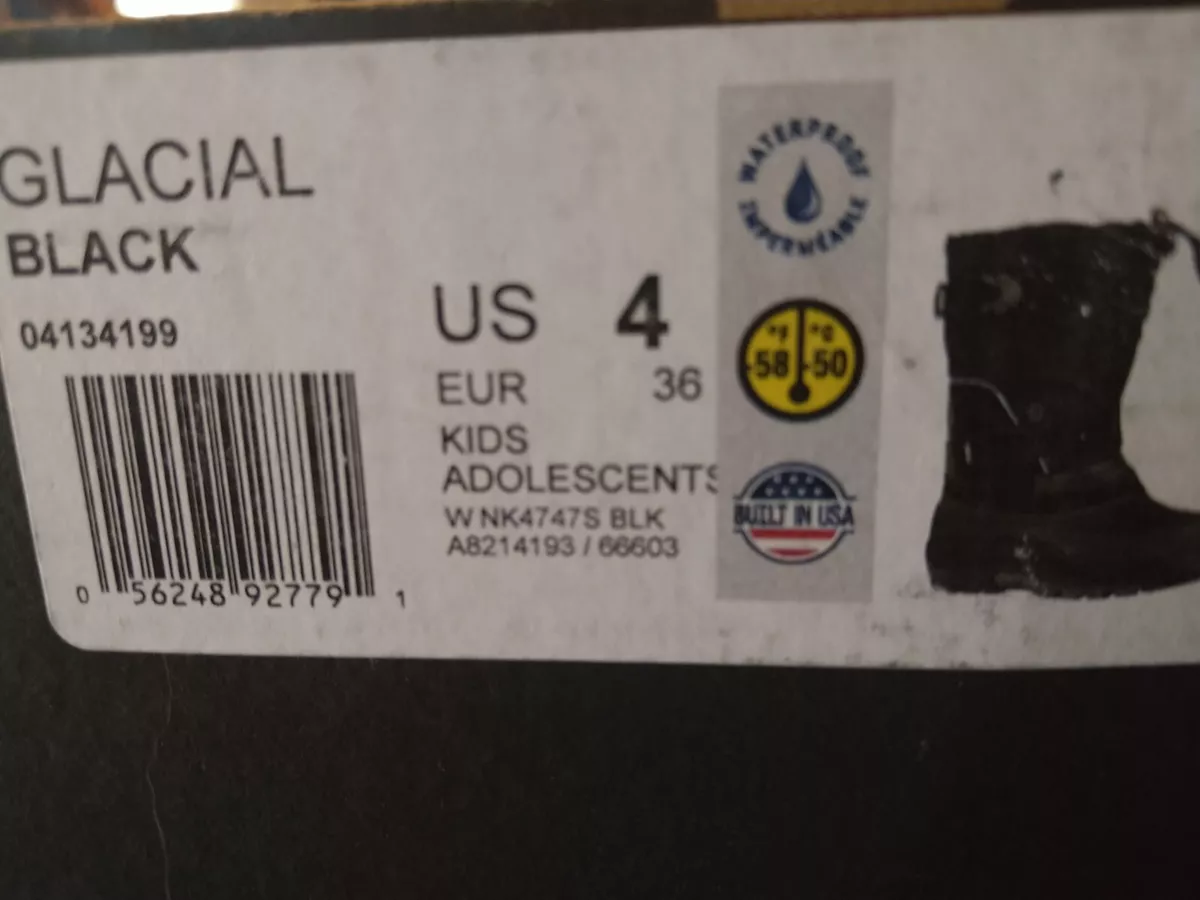 GLACIAL
BLACK
04134199
0 56248 92779 1
US 4
EUR 36
KIDS
ADOLESCENTS
W NK4747S BLK
A8214193 / 66603
WATERPROOF
IMPERMÉABLE
°F °C
-58 -50
BUILT IN USA